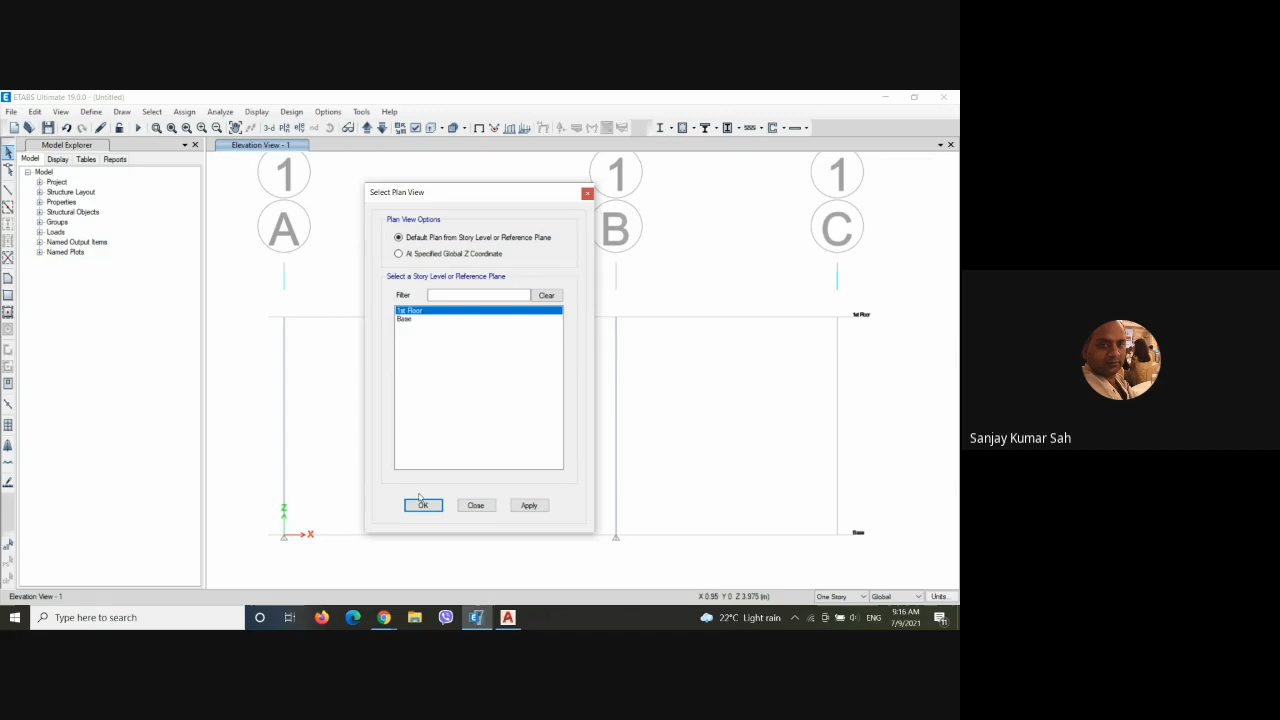 ETABS Ultimate 19.0.0 - (Untitled)
File Edit View Define Draw Select Assign Analyze Display Design Options Tools Help
3-d
Model Explorer
Elevation View - 1
Model Display Tables Reports
Model
Project
Structure Layout
Properties
Structural Objects
Groups
Loads
Named Output Items
Named Plots
1 1 1
A B C
Select Plan View
Plan View Options
Default Plan from Story Level or Reference Plane
At Specified Global Z Coordinate
Select a Story Level or Reference Plane
Filter Clear
1st Floor
Base
OK Close Apply
1st Floor
Base
Z
X
Elevation View - 1
X 0.95 Y 0 Z 3.975 (m)
One Story Global Units...
Type here to search
22°C Light rain
ENG
9:16 AM
7/9/2021
Sanjay Kumar Sah